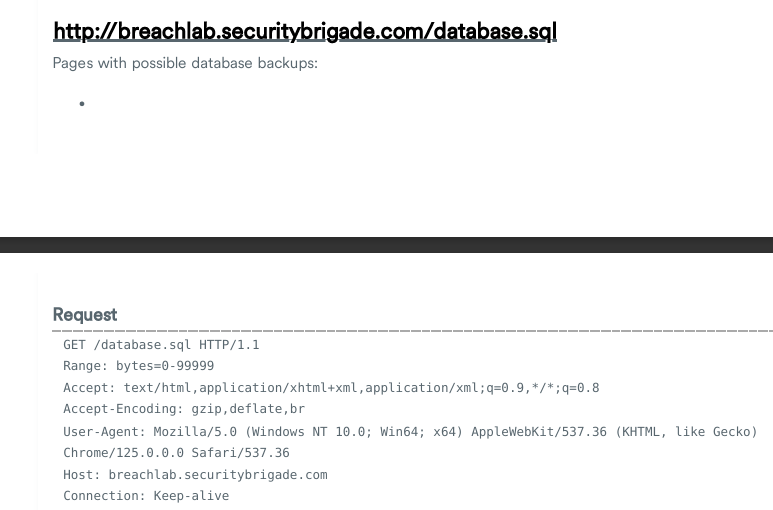 http://breachlab.securitybrigade.com/database.sql
Pages with possible database backups:
•
Request
GET /database.sql HTTP/1.1
Range: bytes=0-99999
Accept: text/html,application/xhtml+xml,application/xml;q=0.9,*/*;q=0.8
Accept-Encoding: gzip,deflate,br
User-Agent: Mozilla/5.0 (Windows NT 10.0; Win64; x64) AppleWebKit/537.36 (KHTML, like Gecko)
Chrome/125.0.0.0 Safari/537.36
Host: breachlab.securitybrigade.com
Connection: Keep-alive